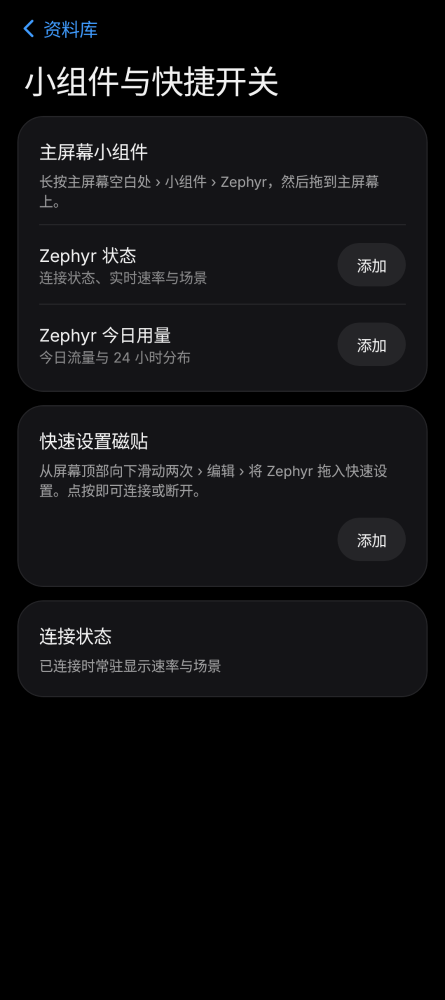 资料库
小组件与快捷开关
主屏幕小组件
长按主屏幕空白处 › 小组件 › Zephyr，然后拖到主屏幕
上。
Zephyr 状态
连接状态、实时速率与场景
添加
Zephyr 今日用量
今日流量与 24 小时分布
添加
快速设置磁贴
从屏幕顶部向下滑动两次 › 编辑 › 将 Zephyr 拖入快速设
置。点按即可连接或断开。
添加
连接状态
已连接时常驻显示速率与场景